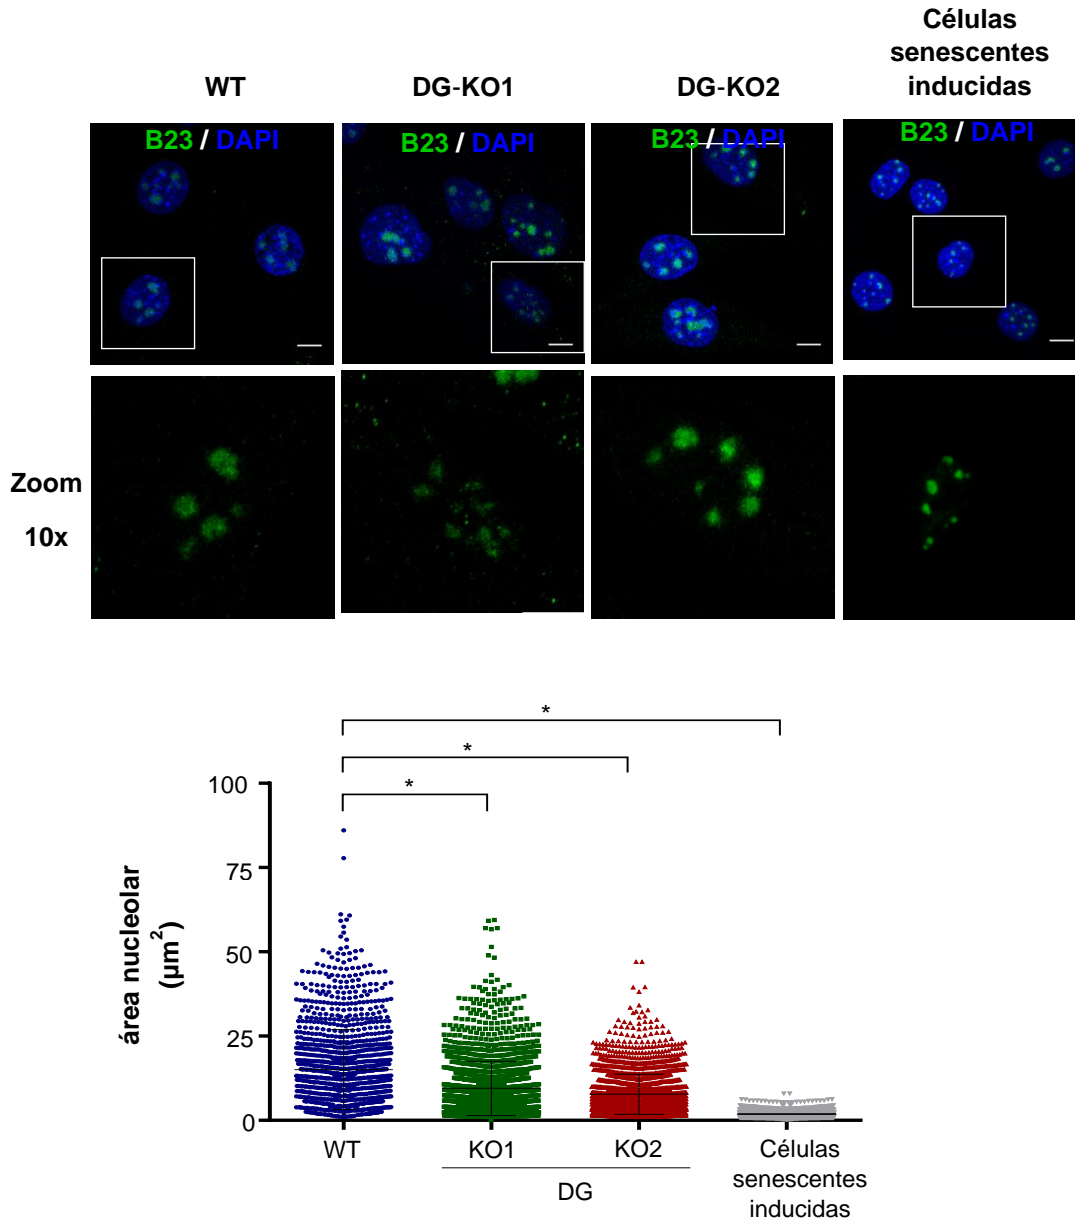 WT
DG-KO1
DG-KO2
Células
senescentes
inducidas
B23 / DAPI
B23 / DAPI
B23 / DAPI
B23 / DAPI
Zoom
10x
*
*
*
área nucleolar
(µm²)
100
75
50
25
0
WT
KO1
KO2
Células
senescentes
inducidas
DG